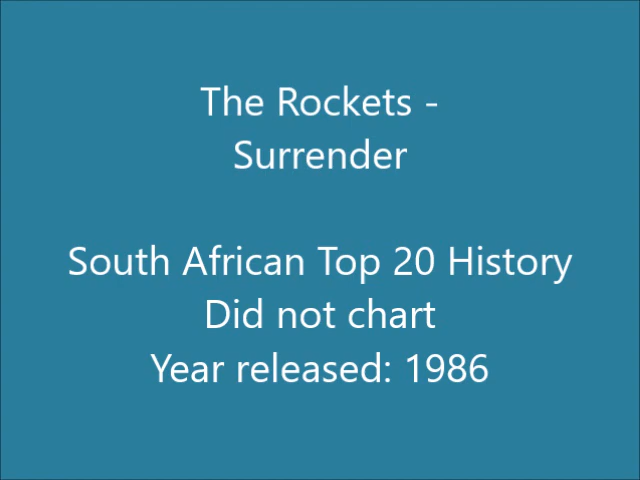 The Rockets -
Surrender
South African Top 20 History
Did not chart
Year released: 1986